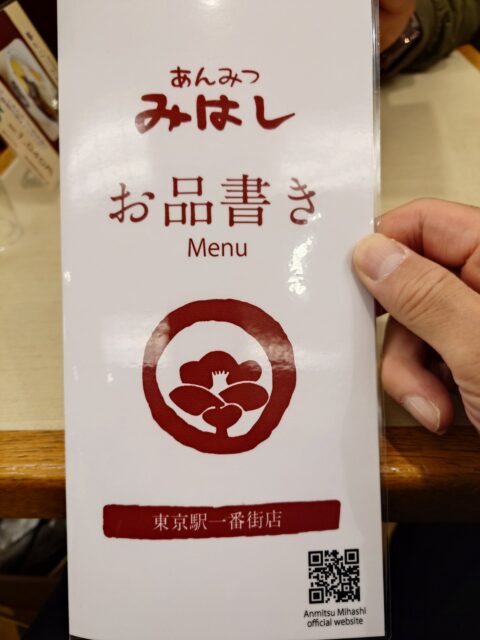 あんみつ
みはし
お品書き
Menu
東京駅一番街店
Anmitsu Mihashi
official website